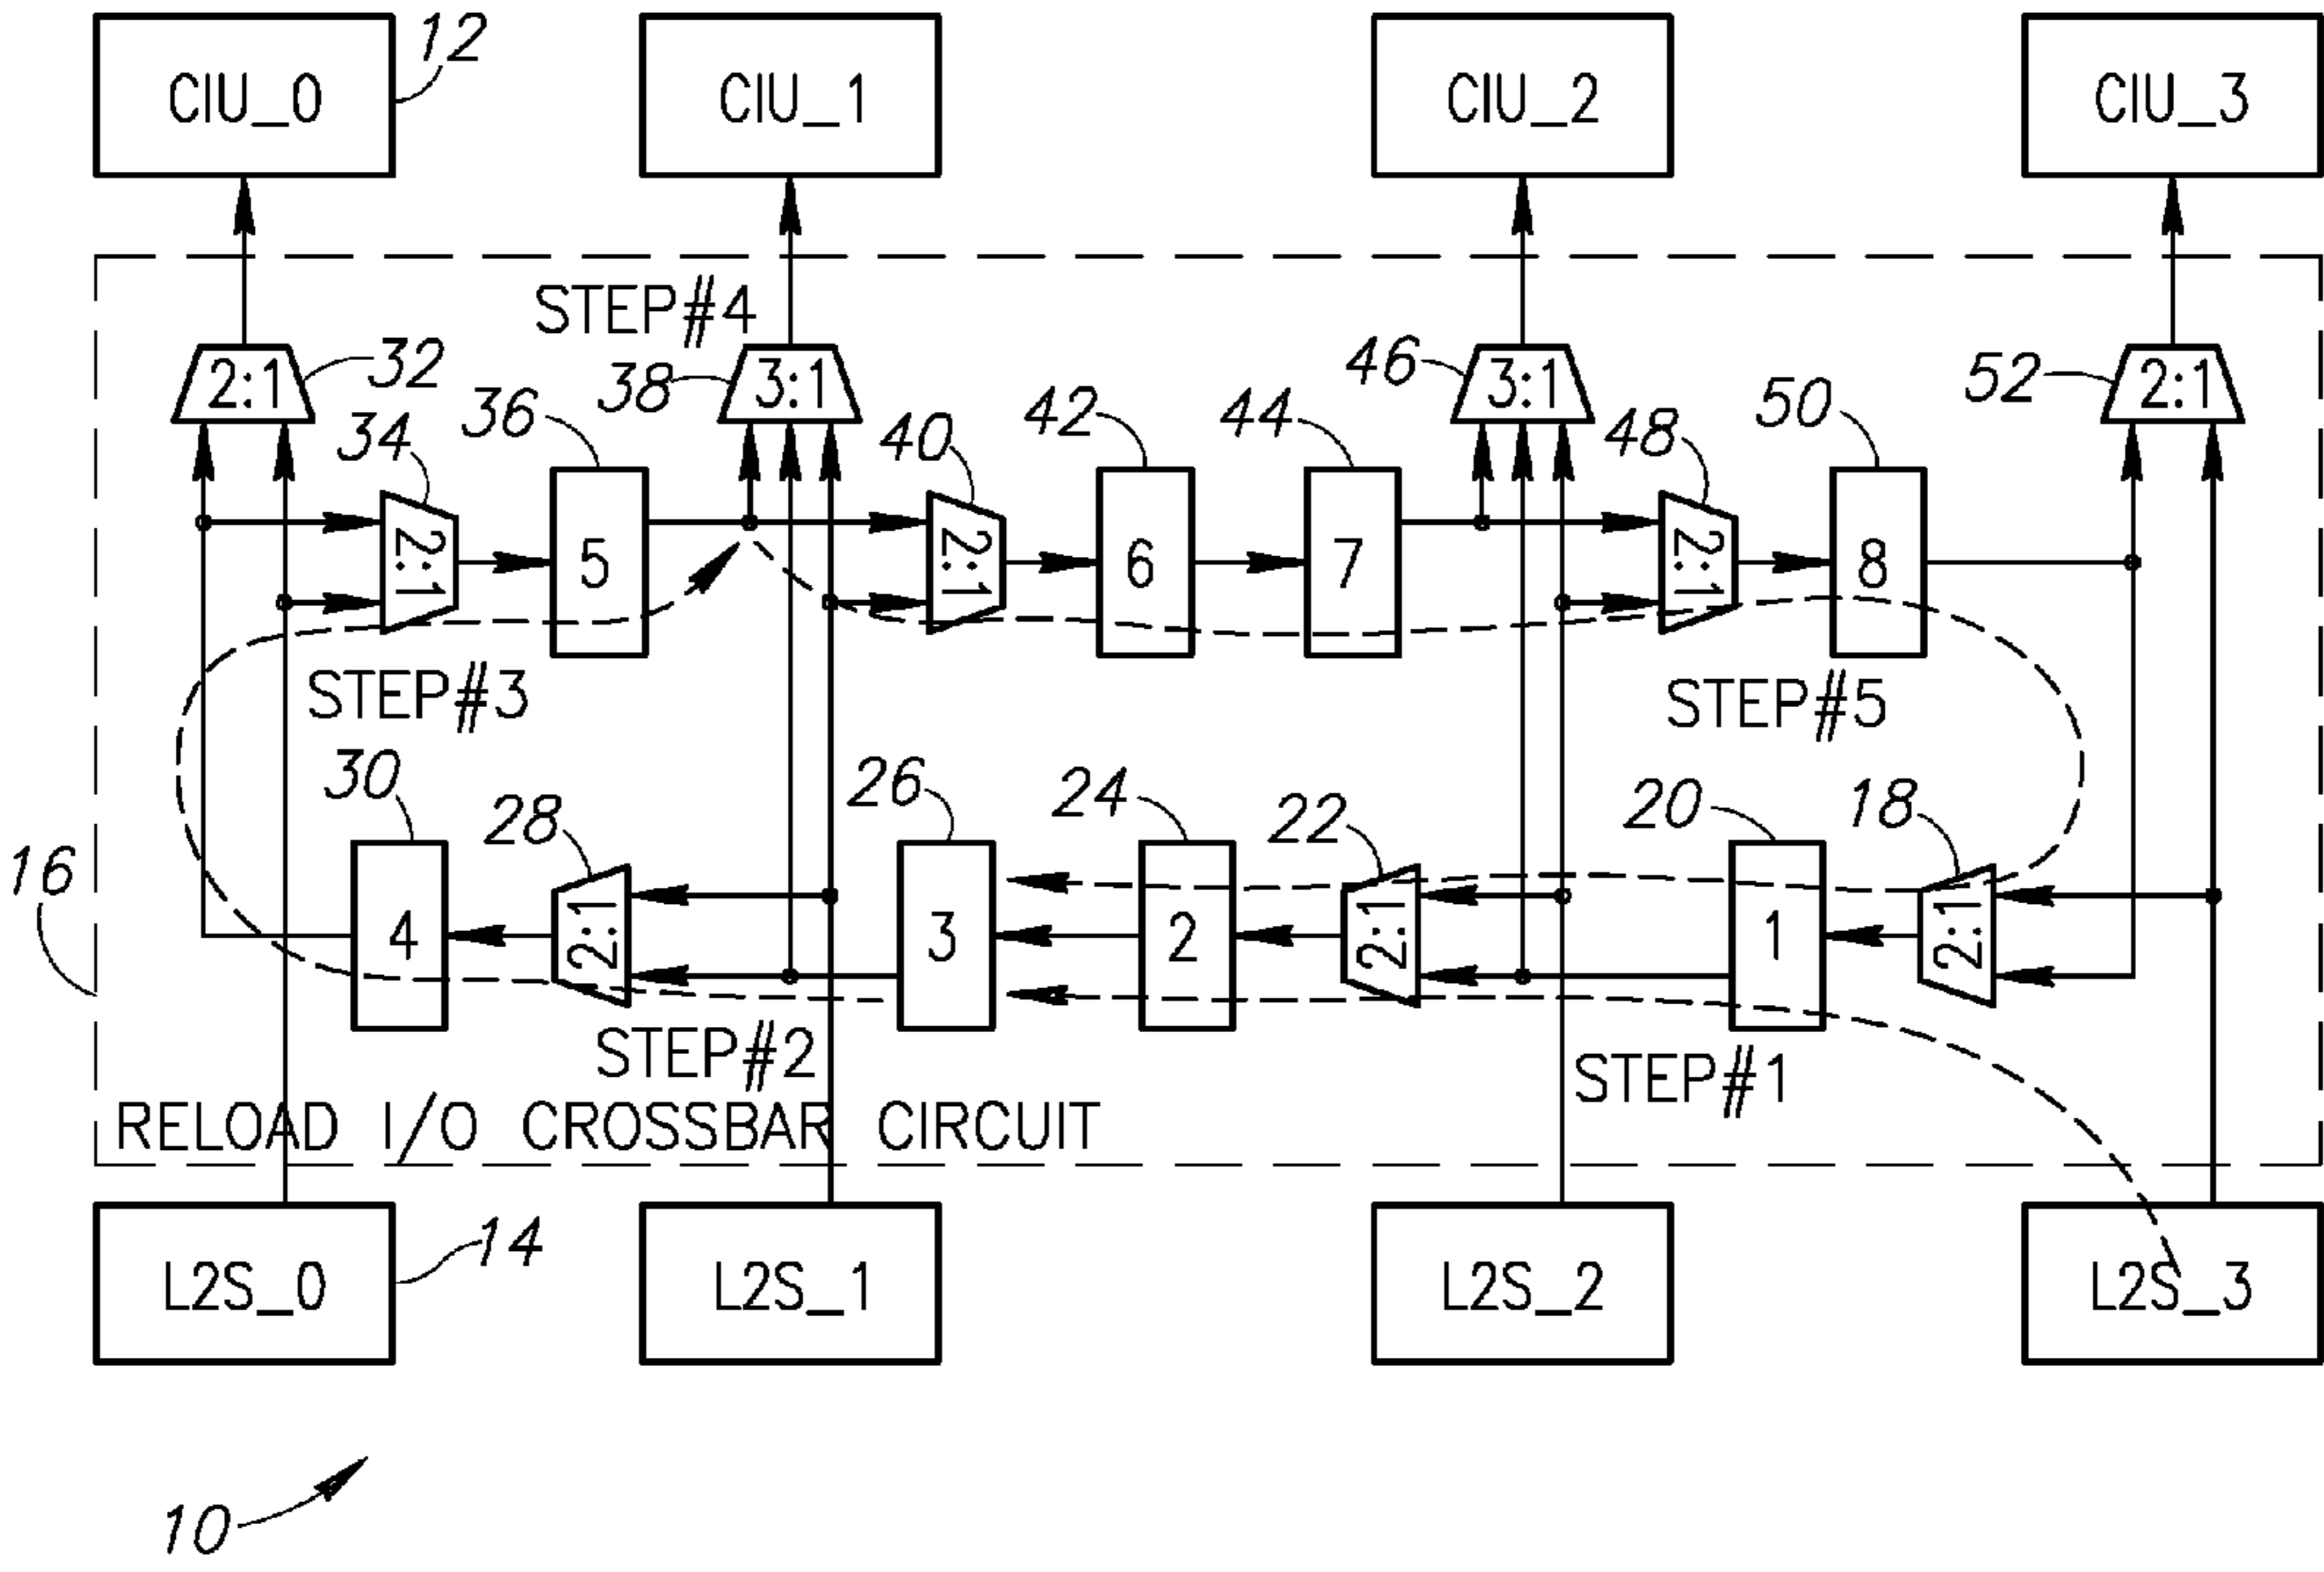 12
CIU_0
CIU_1
CIU_2
CIU_3
STEP#4
2:1
32
38
3:1
46
3:1
52
2:1
34
36
40
42
44
48
50
2:1
5
2:1
6
7
2:1
8
STEP#3
STEP#5
30
28
26
24
22
20
18
16
4
2:1
3
2
2:1
1
2:1
STEP#2
STEP#1
RELOAD I/O CROSSBAR CIRCUIT
L2S_0
14
L2S_1
L2S_2
L2S_3
10